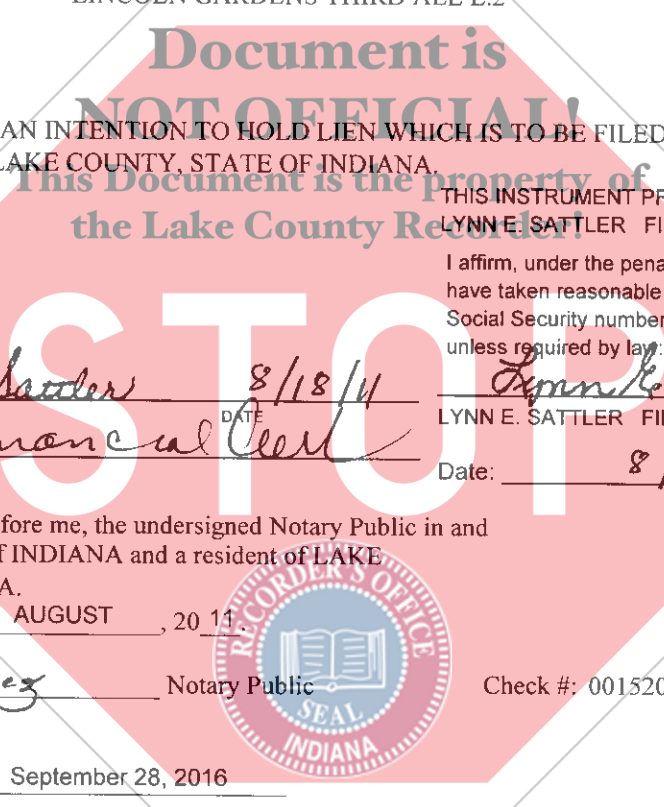 LINCOLN GARDENS THIRD ALL L.2
Document is
NOT OFFICIAL!
AN INTENTION TO HOLD LIEN WHICH IS TO BE FILED
LAKE COUNTY, STATE OF INDIANA.
This Document is the property of
the Lake County Recorder!
THIS INSTRUMENT PR
LYNN E. SATTLER FI
I affirm, under the pena
have taken reasonable
Social Security number
unless required by law:
STOP
Sattler 8/18/11
DATE
Financial Clerk
Lynn E.
LYNN E. SATTLER FI
Date: 8/
fore me, the undersigned Notary Public in and
f INDIANA and a resident of LAKE
A.
AUGUST, 20 11.
Notary Public
RECORDER'S OFFICE
SEAL
INDIANA
Check #: 001520
September 28, 2016